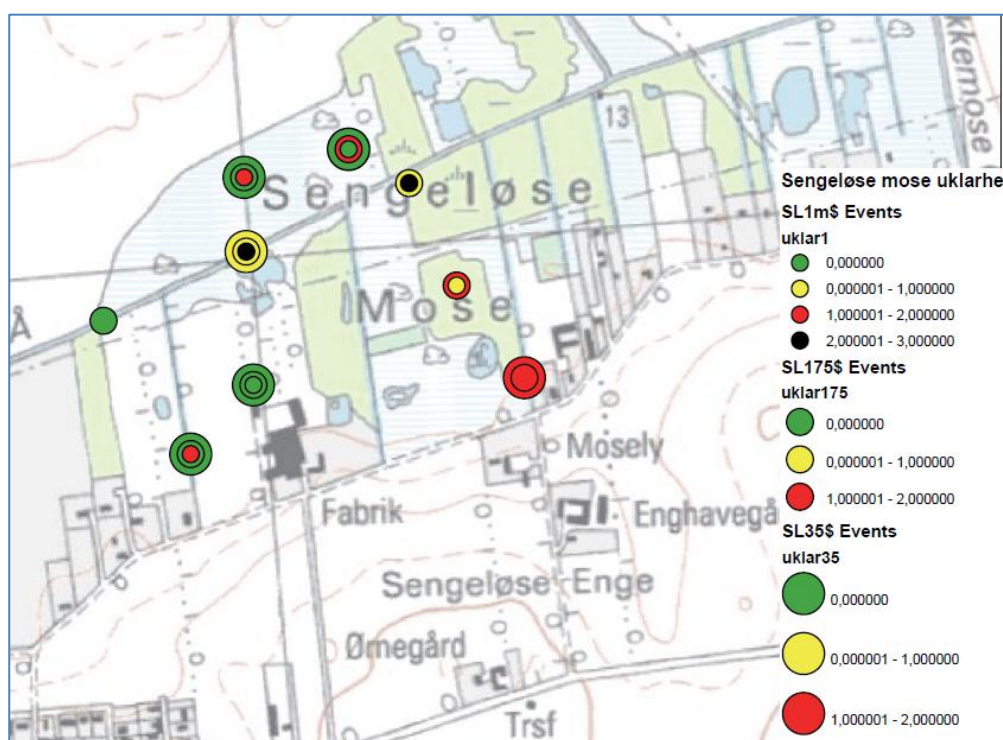 kkemose
13
Sengeløse
Mose
Å
Mosely
Fabrik
Enghavegå
Sengeløse Enge
Ømegård
Trsf
Sengeløse mose uklarhe
SL1m$ Events
uklar1
0,000000
0,000001 - 1,000000
1,000001 - 2,000000
2,000001 - 3,000000
SL175$ Events
uklar175
0,000000
0,000001 - 1,000000
1,000001 - 2,000000
SL35$ Events
uklar35
0,000000
0,000001 - 1,000000
1,000001 - 2,000000